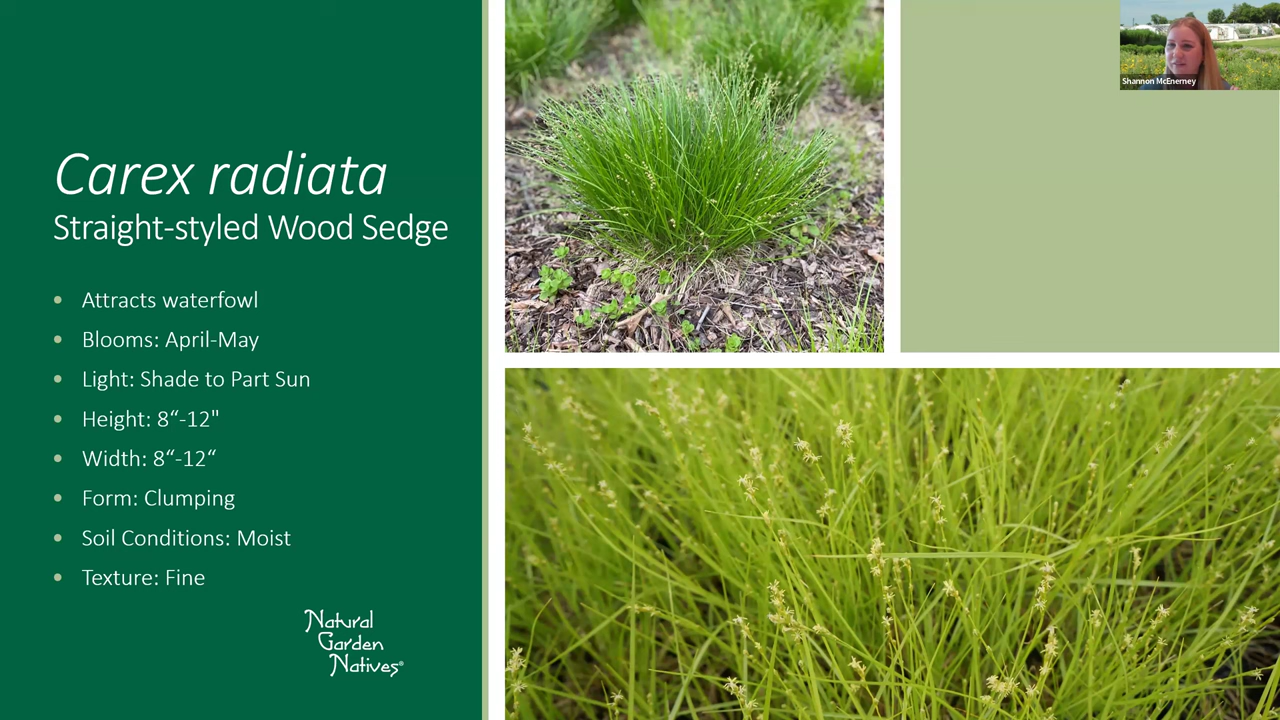 Carex radiata
Straight-styled Wood Sedge
• Attracts waterfowl
• Blooms: April-May
• Light: Shade to Part Sun
• Height: 8“-12"
• Width: 8“-12“
• Form: Clumping
• Soil Conditions: Moist
• Texture: Fine
Natural
Garden
Natives®
Shannon McEnerney